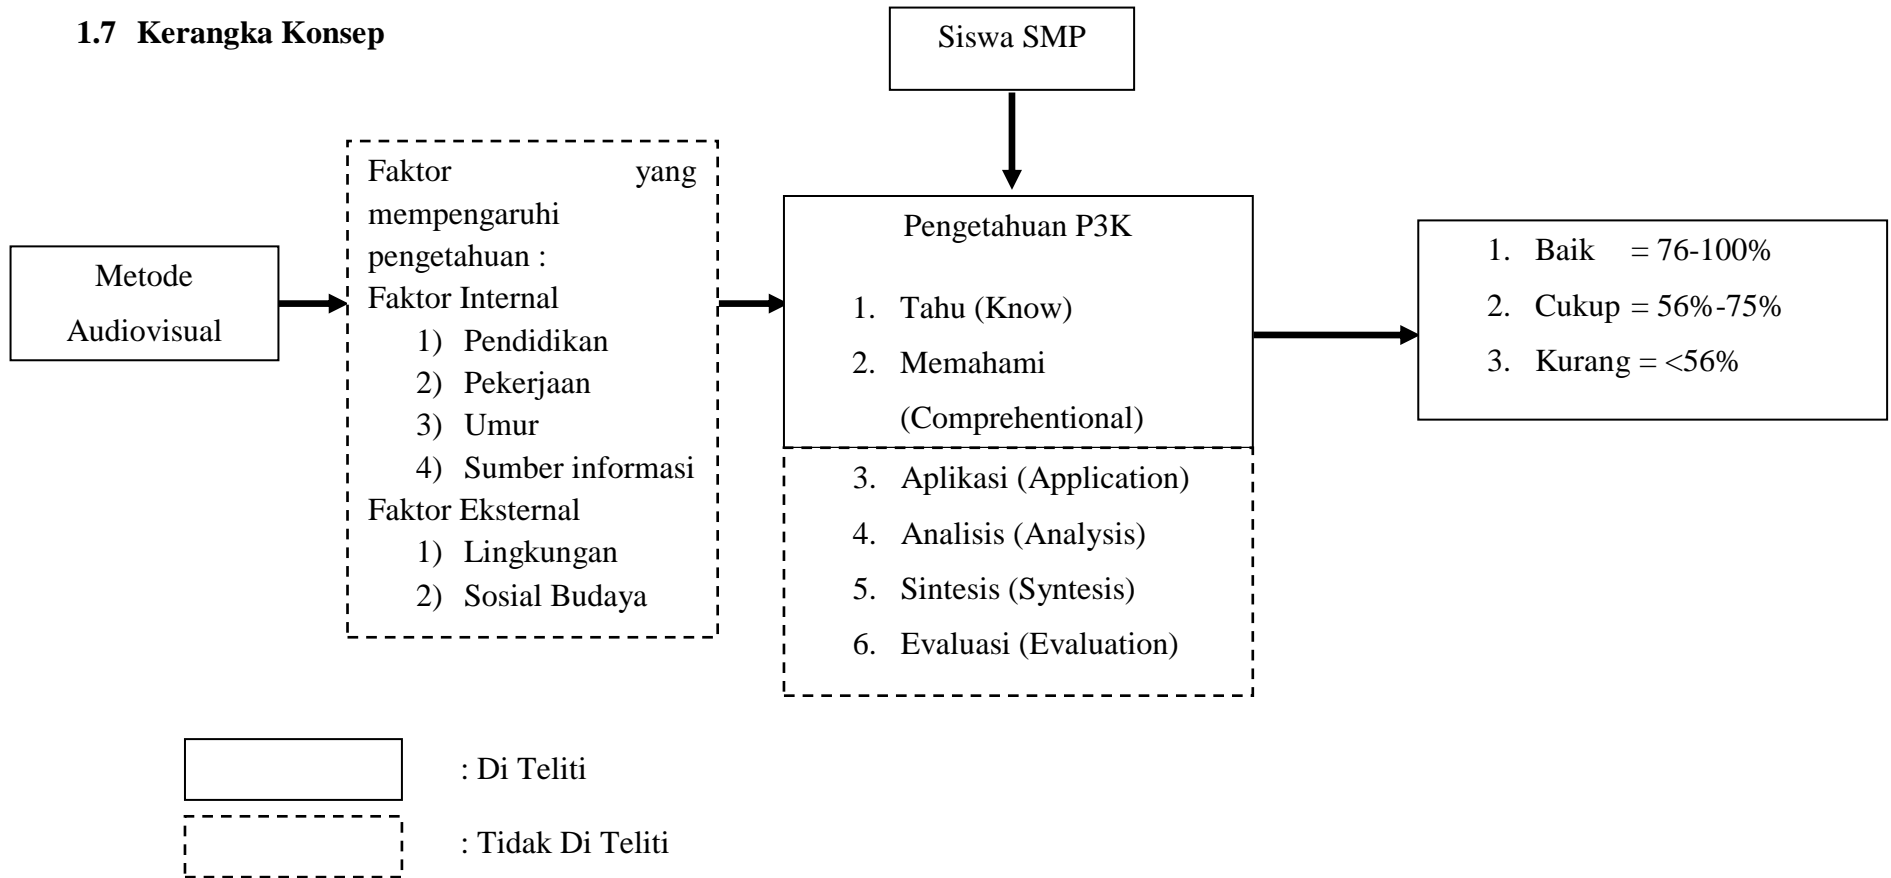 1.7 Kerangka Konsep
Siswa SMP
Metode
Audiovisual
Faktor yang
mempengaruhi
pengetahuan :
Faktor Internal
1) Pendidikan
2) Pekerjaan
3) Umur
4) Sumber informasi
Faktor Eksternal
1) Lingkungan
2) Sosial Budaya
Pengetahuan P3K
1. Tahu (Know)
2. Memahami
(Comprehentional)
3. Aplikasi (Application)
4. Analisis (Analysis)
5. Sintesis (Syntesis)
6. Evaluasi (Evaluation)
1. Baik = 76-100%
2. Cukup = 56%-75%
3. Kurang = <56%
: Di Teliti
: Tidak Di Teliti